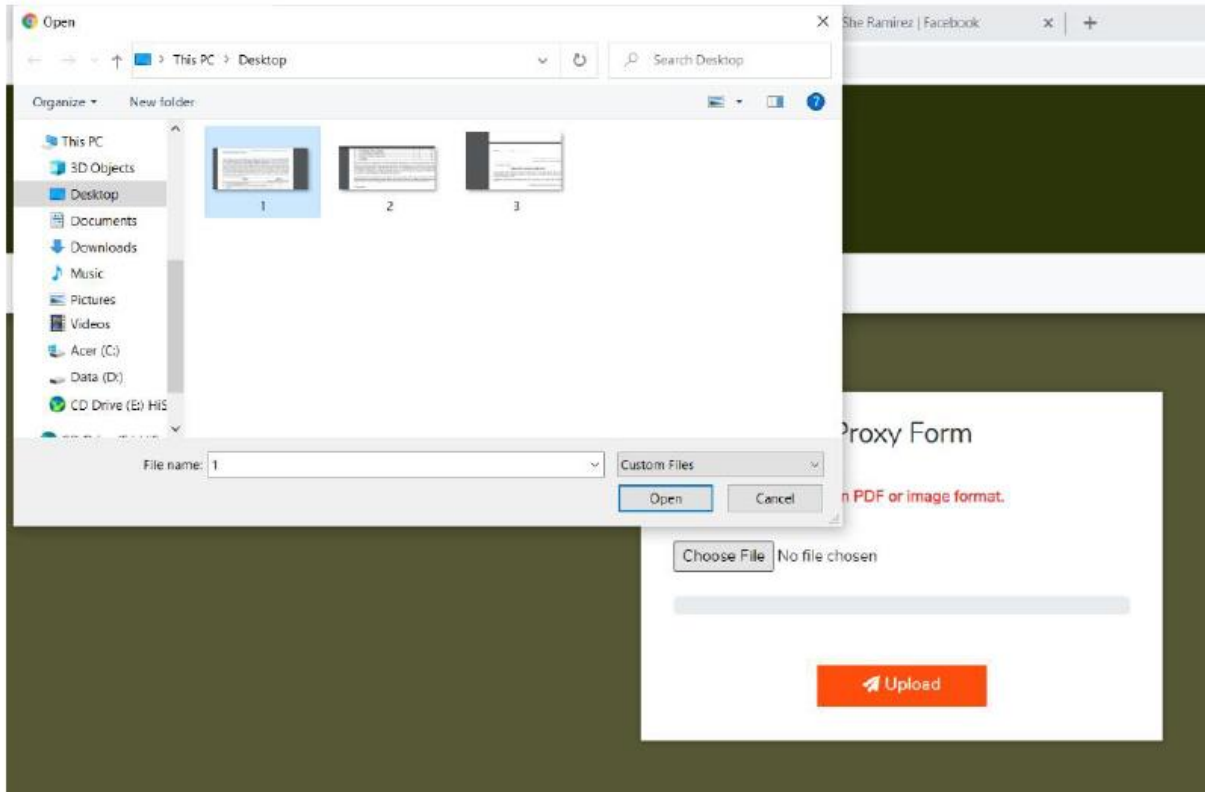 Open
She Ramirez | Facebook
This PC > Desktop
Search Desktop
Organize
New folder
This PC
3D Objects
Desktop
Documents
Downloads
Music
Pictures
Videos
Acer (C:)
Data (D:)
CD Drive (E:) HiS
1
2
3
File name: 1
Custom Files
Open
Cancel
Proxy Form
n PDF or image format.
Choose File No file chosen
Upload